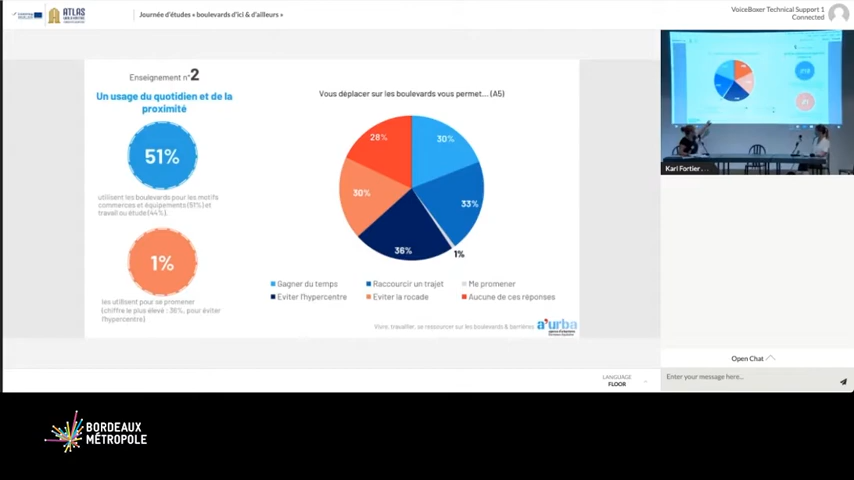 ATLAS
Journée d'études « boulevards d'ici & d'ailleurs »
VoiceBoxer Technical Support 1
Connected
Enseignement n°2
Un usage du quotidien et de la
proximité
51%
utilisent les boulevards pour les motifs
commerces et équipements (51%) et
travail ou étude (44%).
1%
les utilisent pour se promener
(chiffre le plus élevé : 36%, pour éviter
l'hypercentre)
Vous déplacer sur les boulevards vous permet... (A5)
28%
30%
30%
33%
36%
1%
Gagner du temps
Raccourcir un trajet
Me promener
Eviter l'hypercentre
Eviter la rocade
Aucune de ces réponses
Vivre, travailler, se ressourcer sur les boulevards & barrières
a'urba
Karl Fortier ...
Open Chat
LANGUAGE
FLOOR
Enter your message here...
BORDEAUX
MÉTROPOLE